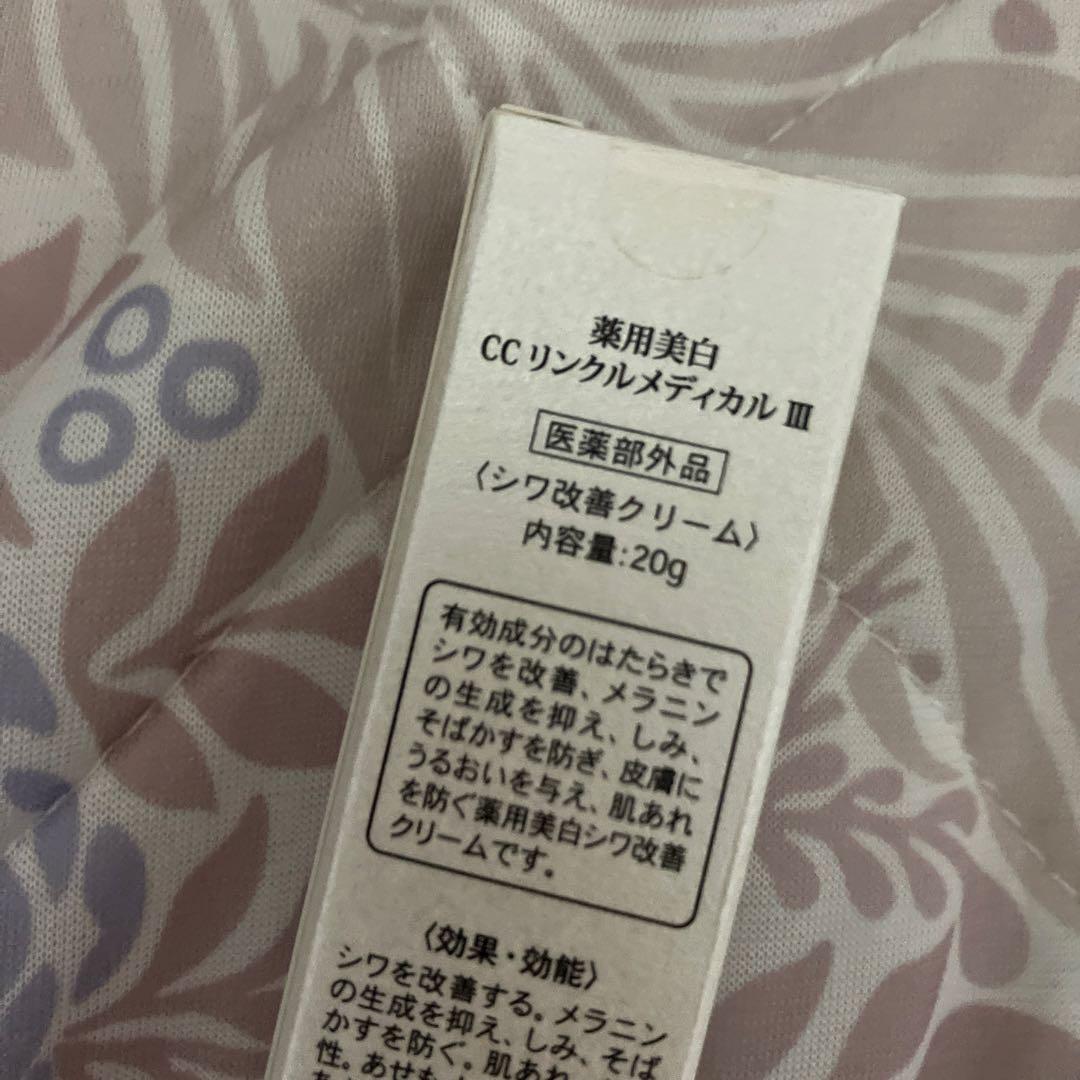 薬用美白
CCリンクルメディカル III
医薬部外品
〈シワ改善クリーム〉
内容量:20g
有効成分のはたらきで
シワを改善、メラニン
の生成を抑え、しみ、
そばかすを防ぎ、皮膚に
うるおいを与え、肌あれ
を防ぐ薬用美白シワ改善
クリームです。
〈効果・効能〉
シワを改善する。メラニン
の生成を抑え、しみ、そば
かすを防ぐ。肌あれ
性。あせも